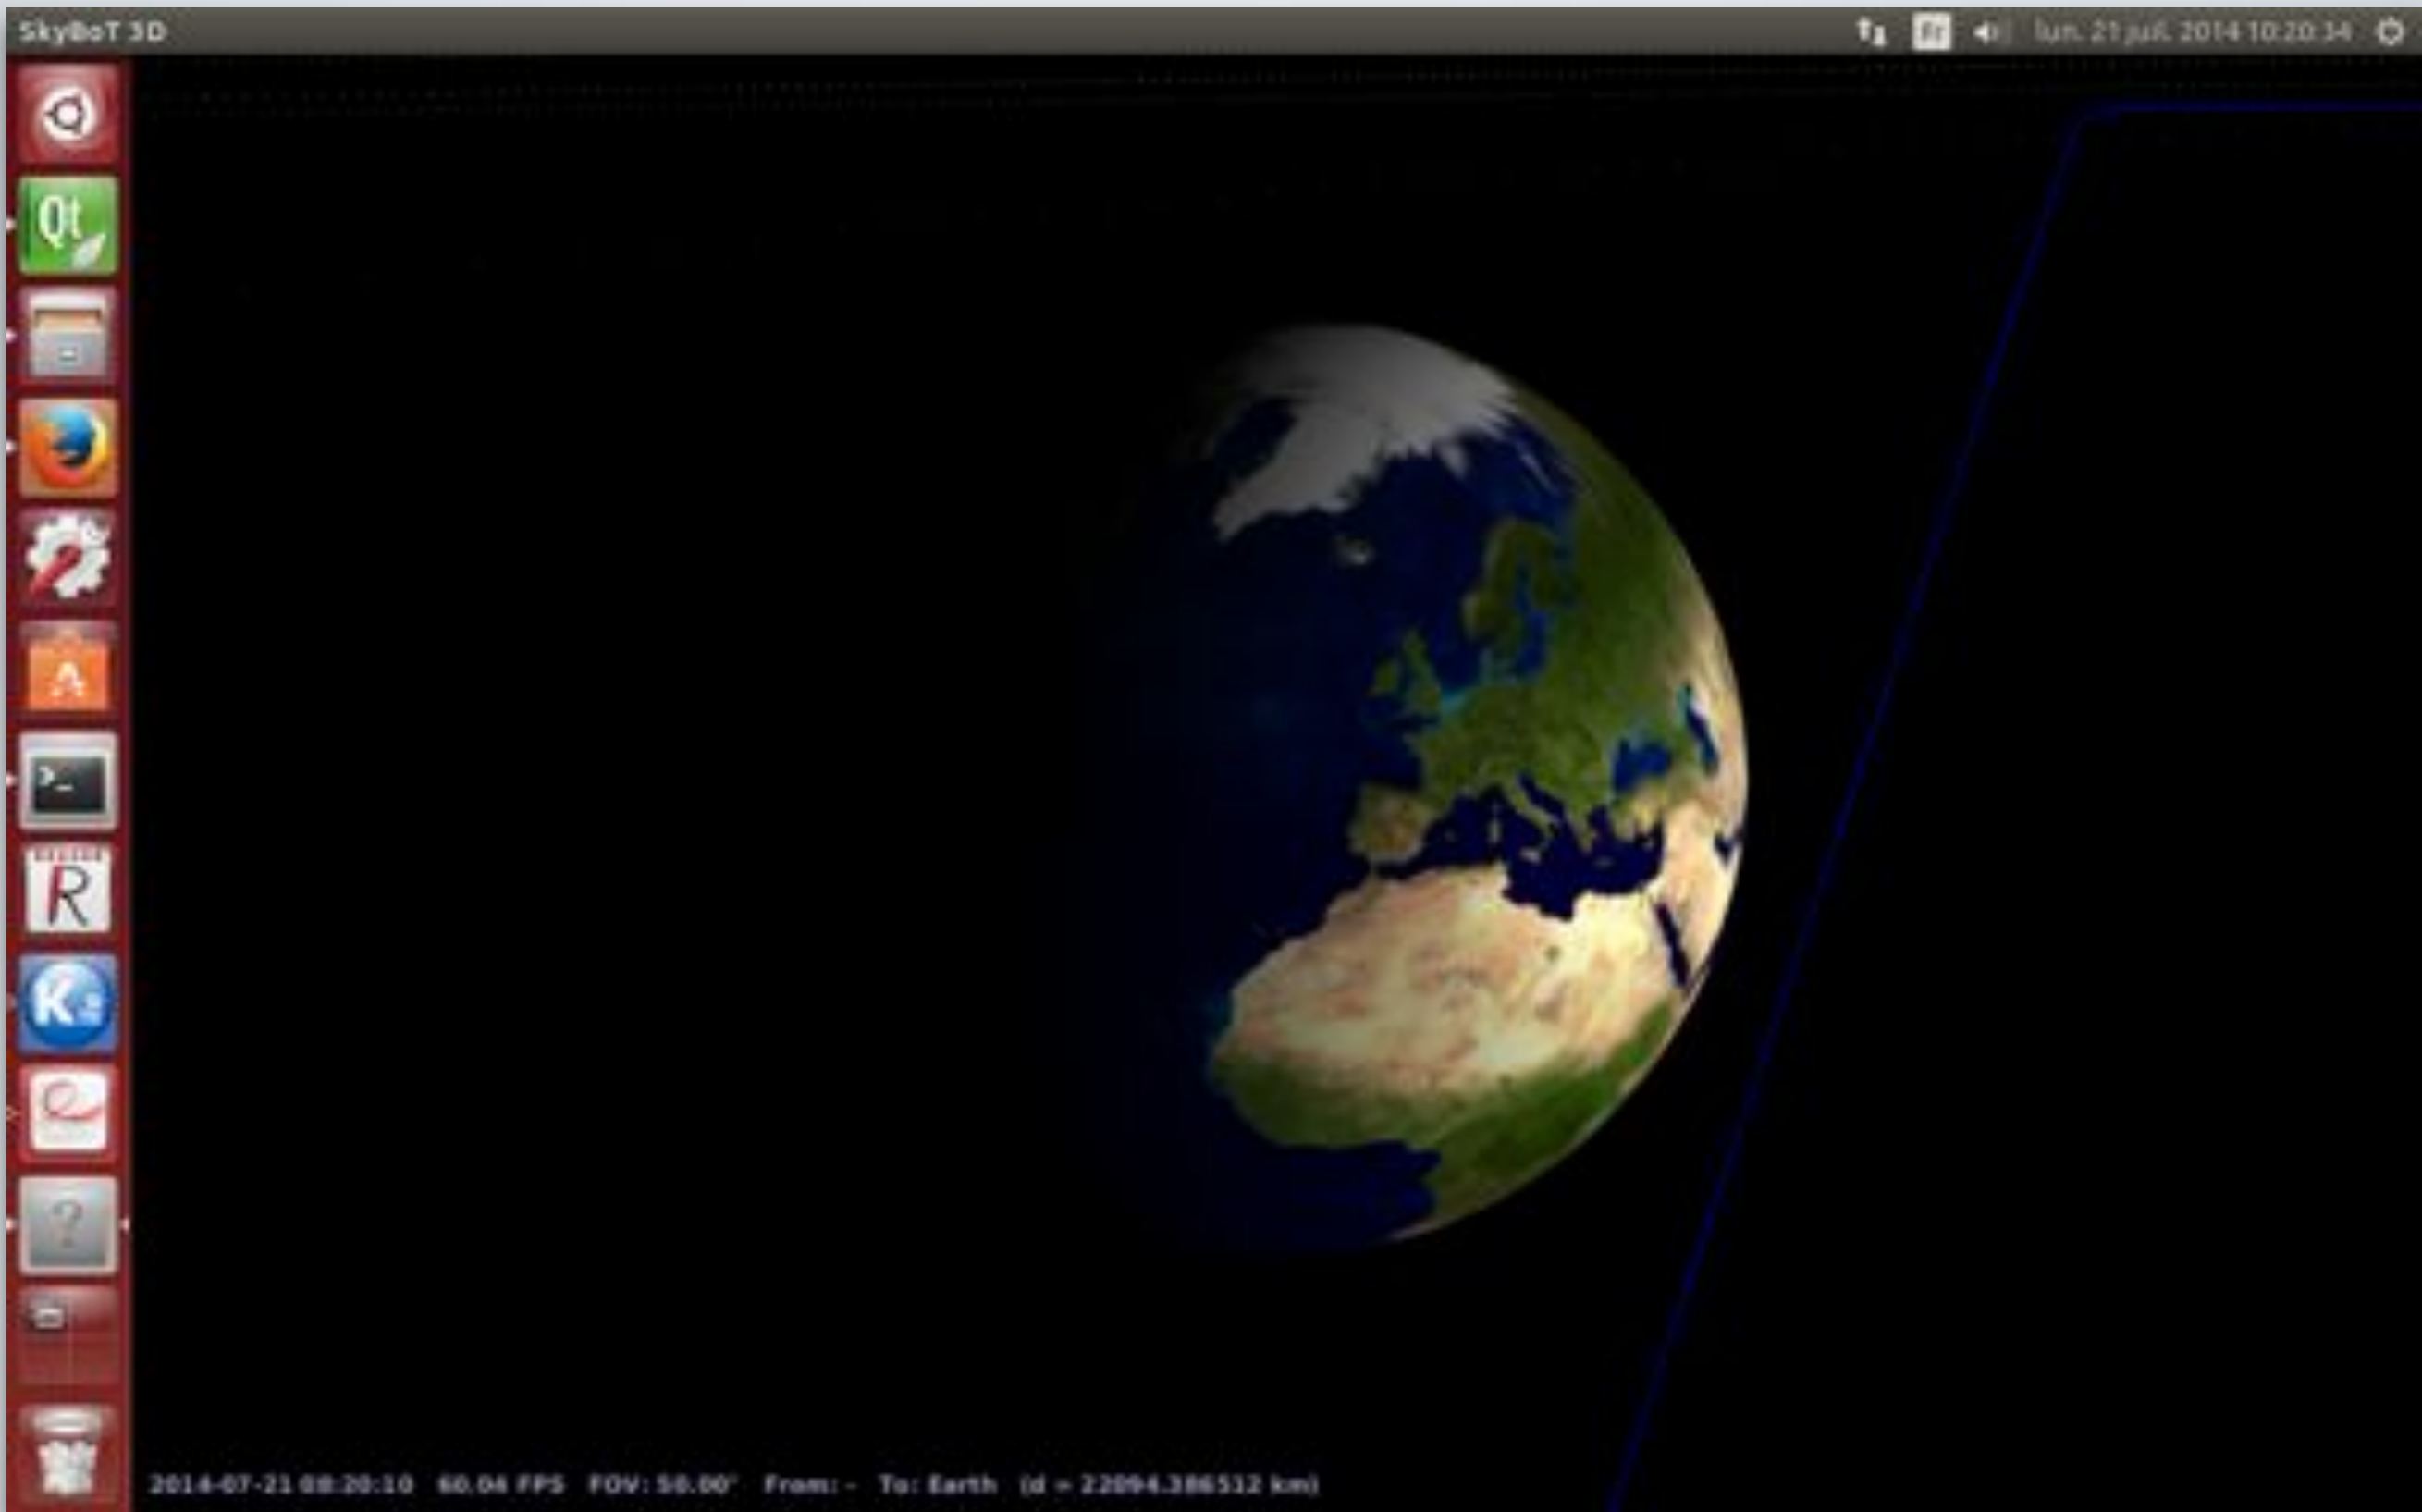 SkyBoT 3D
Fr lun. 21 juil. 2014 10:20:34
Qt
A
>_
R
K
?
2014-07-21 08:20:10 60.04 FPS FOV: 50.00° From: - To: Earth (d = 22094.386512 km)